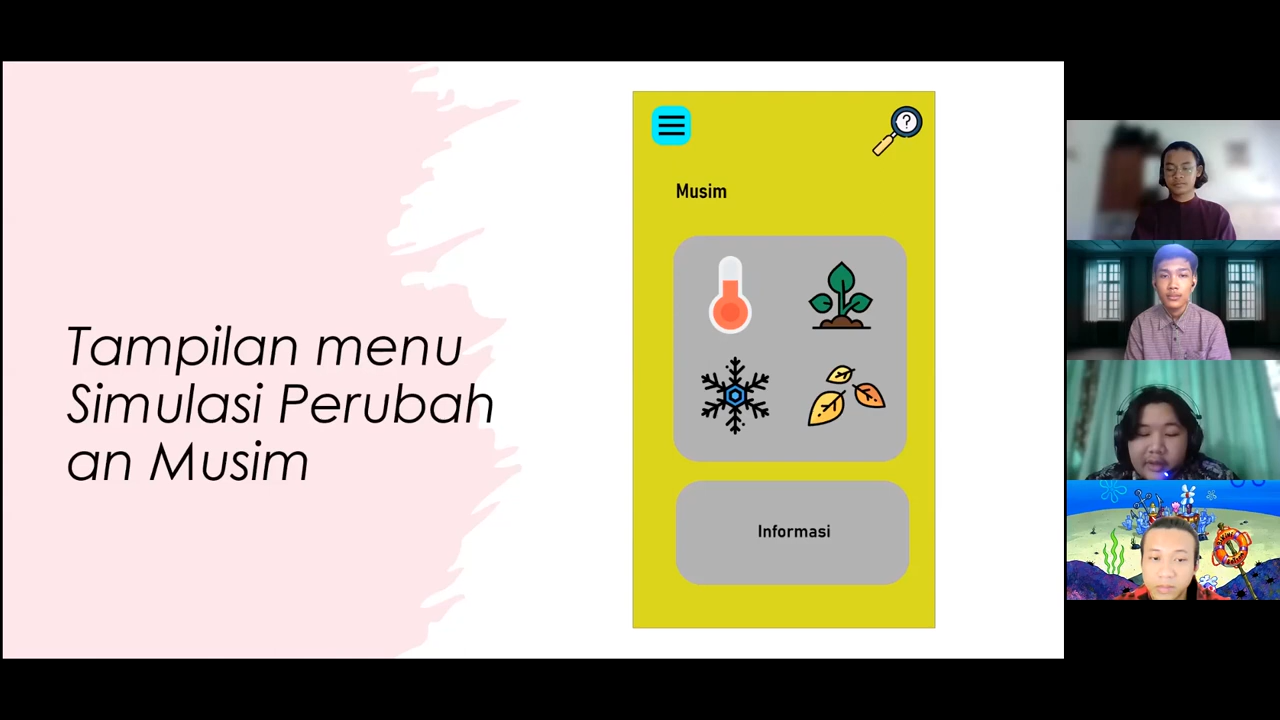 Tampilan menu
Simulasi Perubah
an Musim
?
Musim
Informasi